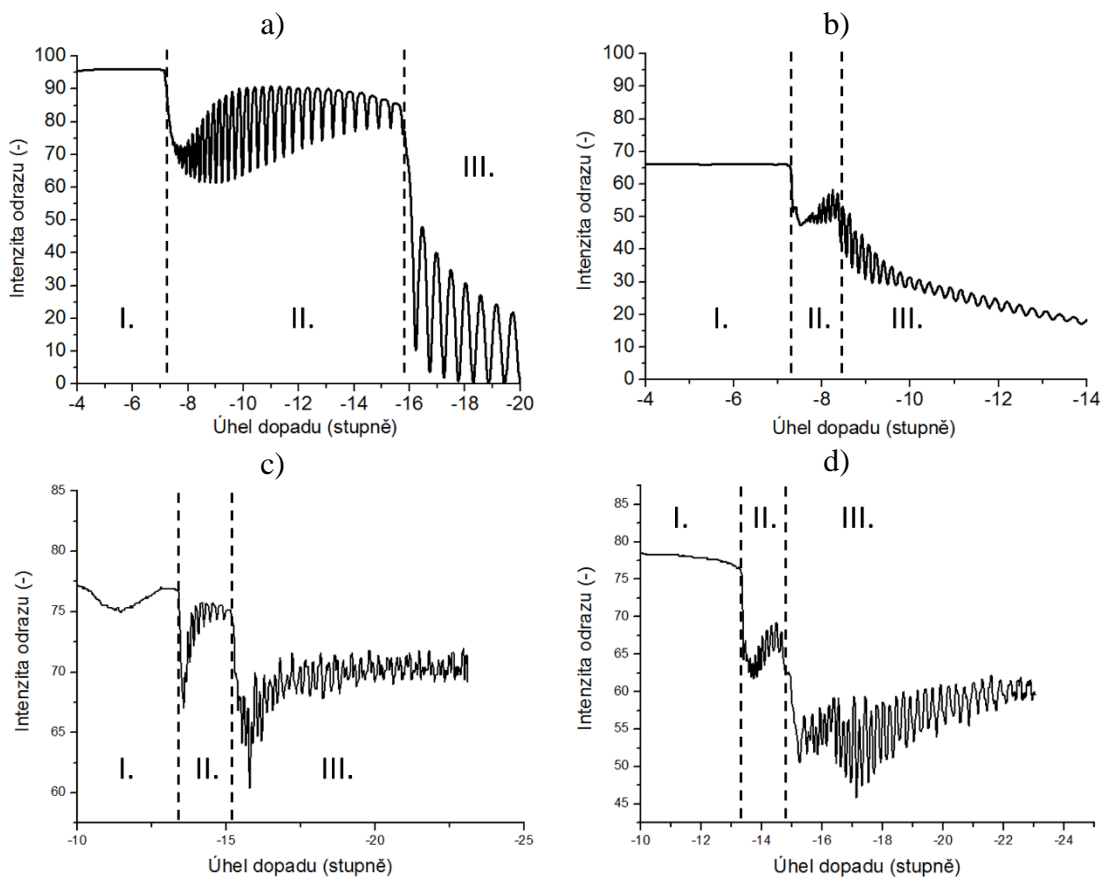 a)
100
90
80
70
60
50
40
30
20
10
0
Intenzita odrazu (-)
I.
II.
III.
-4 -6 -8 -10 -12 -14 -16 -18 -20
Úhel dopadu (stupně)
b)
100
90
80
70
60
50
40
30
20
10
0
Intenzita odrazu (-)
I.
II.
III.
-4 -6 -8 -10 -12 -14
Úhel dopadu (stupně)
c)
85
80
75
70
65
60
Intenzita odrazu (-)
I.
II.
III.
-10 -15 -20 -25
Úhel dopadu (stupně)
d)
85
80
75
70
65
60
55
50
45
Intenzita odrazu (-)
I.
II.
III.
-10 -12 -14 -16 -18 -20 -22 -24
Úhel dopadu (stupně)